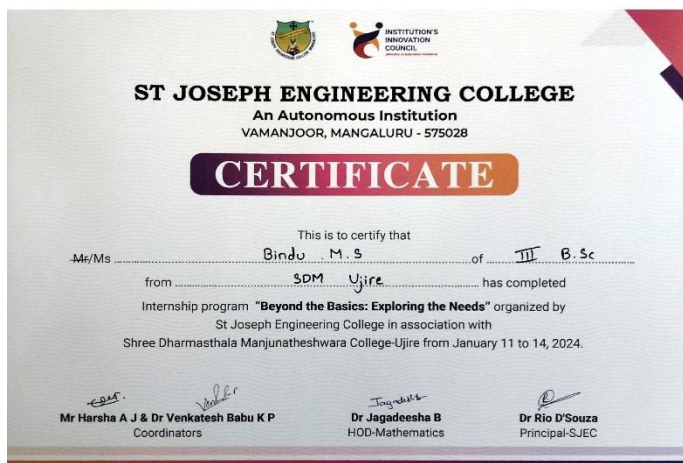 INSTITUTION'S
INNOVATION
COUNCIL
ST JOSEPH ENGINEERING COLLEGE
An Autonomous Institution
VAMANJOOR, MANGALURU - 575028
CERTIFICATE
This is to certify that
Mr/Ms Bindu M.S of III B.Sc
from SDM Ujire has completed
Internship program "Beyond the Basics: Exploring the Needs" organized by
St Joseph Engineering College in association with
Shree Dharmasthala Manjunatheshwara College-Ujire from January 11 to 14, 2024.
Mr Harsha A J & Dr Venkatesh Babu K P Dr Jagadeesha B Dr Rio D'Souza
Coordinators HOD-Mathematics Principal-SJEC